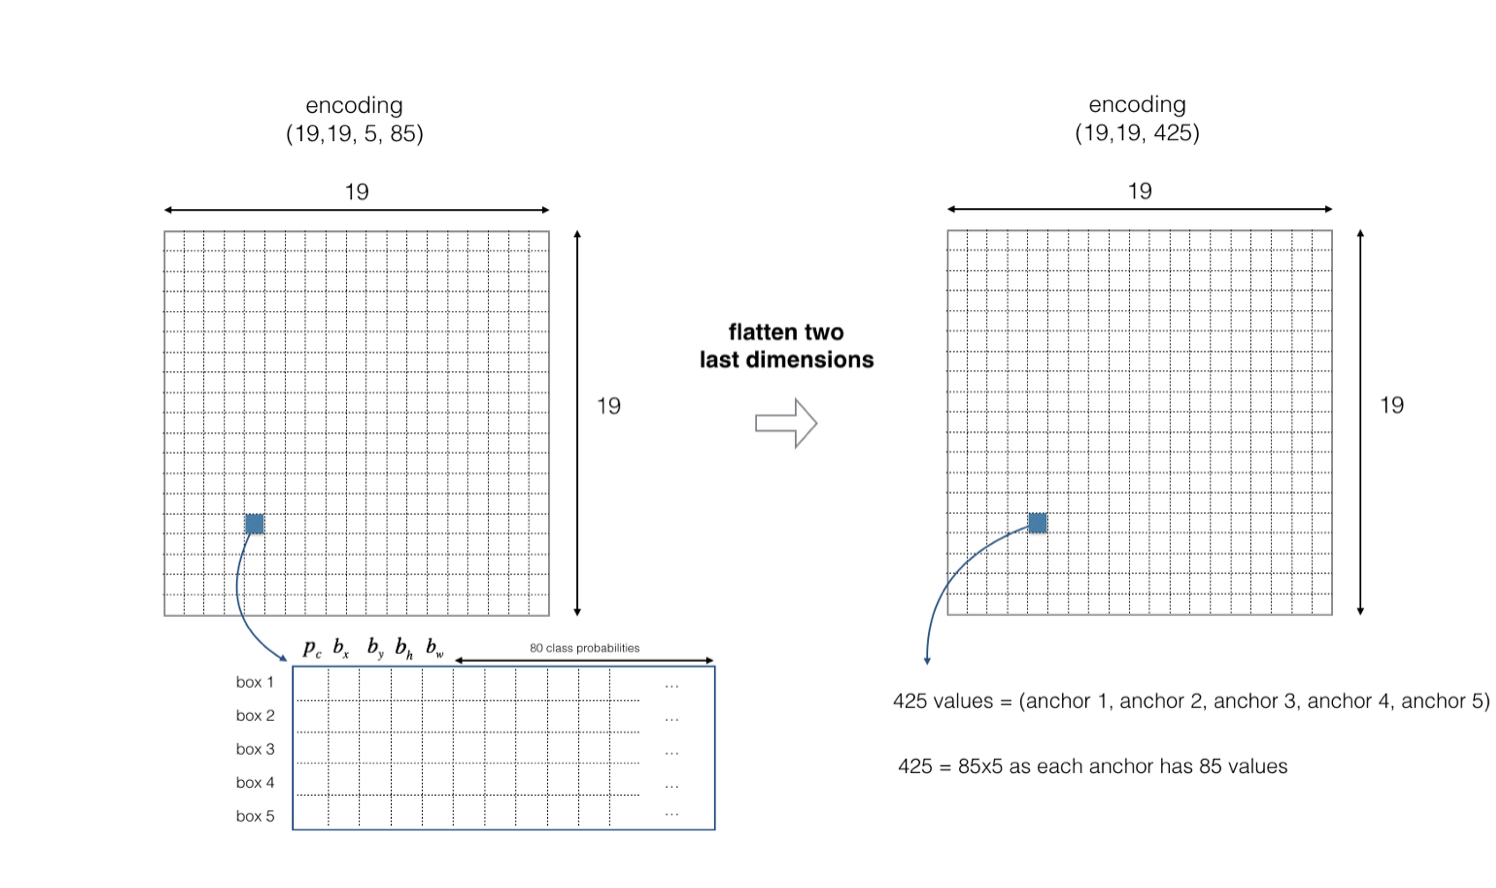 encoding
(19,19, 5, 85)
19
19
p_c b_x b_y b_h b_w
80 class probabilities
box 1 ...
box 2 ...
box 3 ...
box 4 ...
box 5 ...
flatten two
last dimensions
encoding
(19,19, 425)
19
19
425 values = (anchor 1, anchor 2, anchor 3, anchor 4, anchor 5)
425 = 85x5 as each anchor has 85 values